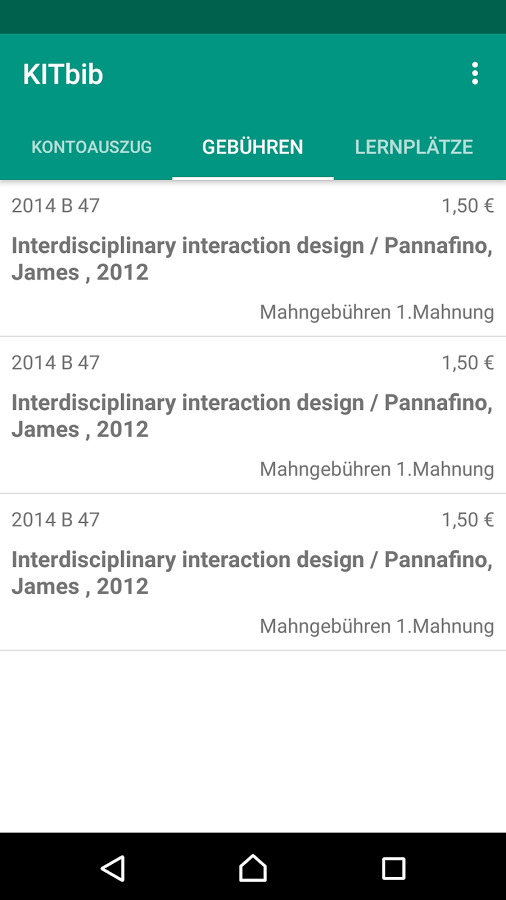 KITbib
KONTOAUSZUG GEBÜHREN LERNPLÄTZE
2014 B 47 1,50 €
Interdisciplinary interaction design / Pannafino,
James , 2012
Mahngebühren 1.Mahnung
2014 B 47 1,50 €
Interdisciplinary interaction design / Pannafino,
James , 2012
Mahngebühren 1.Mahnung
2014 B 47 1,50 €
Interdisciplinary interaction design / Pannafino,
James , 2012
Mahngebühren 1.Mahnung